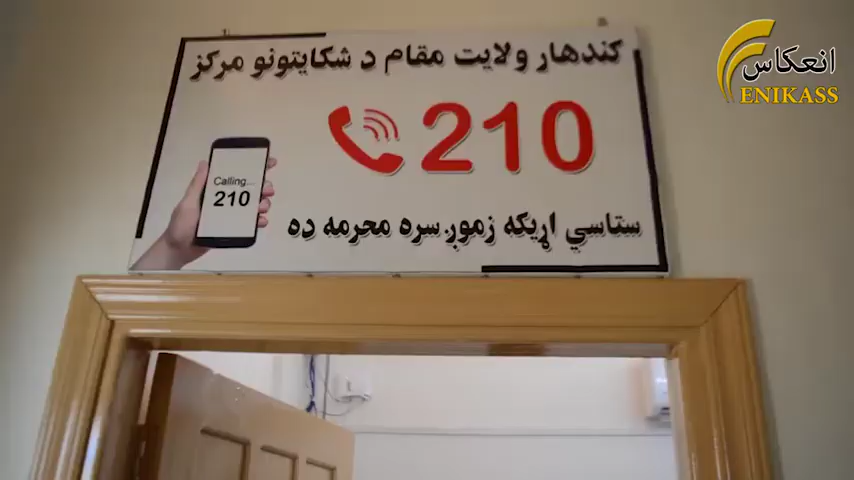 کندهار ولایت مقام د شکایتونو مرکز
210
Calling...
210
ستاسي اړیکه زموږ سره محرمه ده
انعکاس
ENIKASS